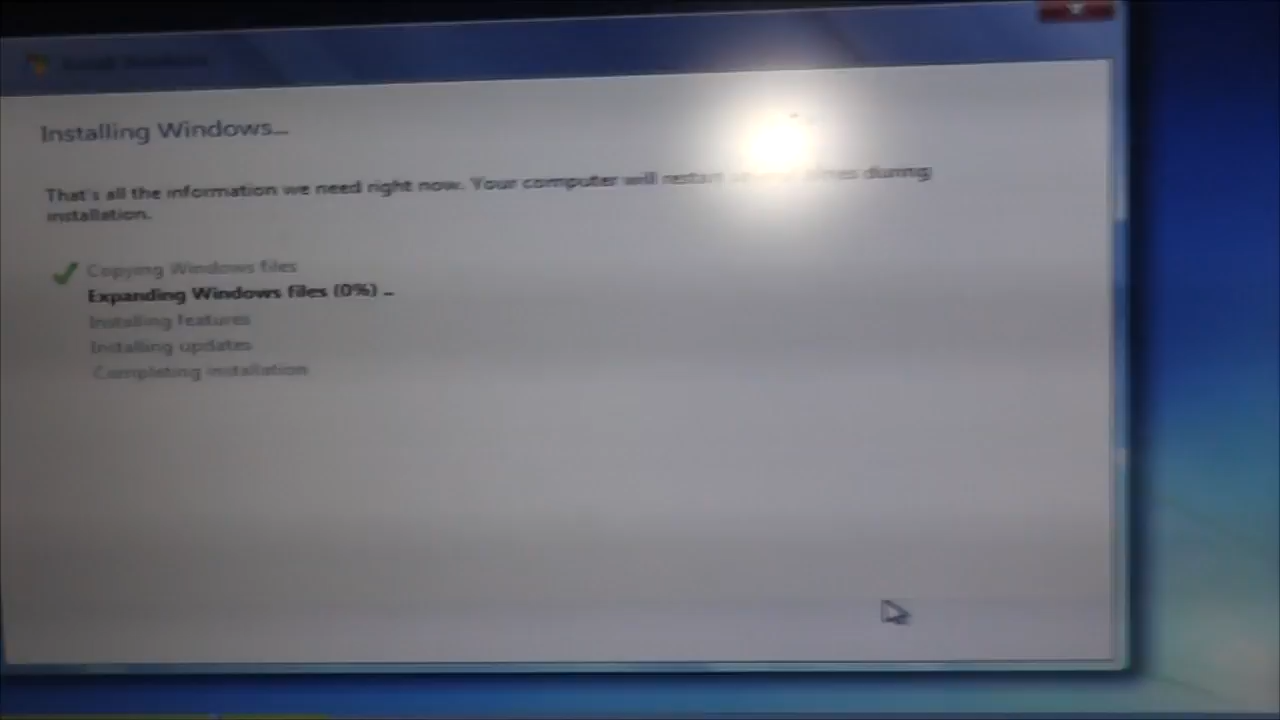 Installing Windows...
That's all the information we need right now. Your computer will restart during
installation.
Copying Windows files
Expanding Windows files (0%) ..
Installing features
Installing updates
Completing installation